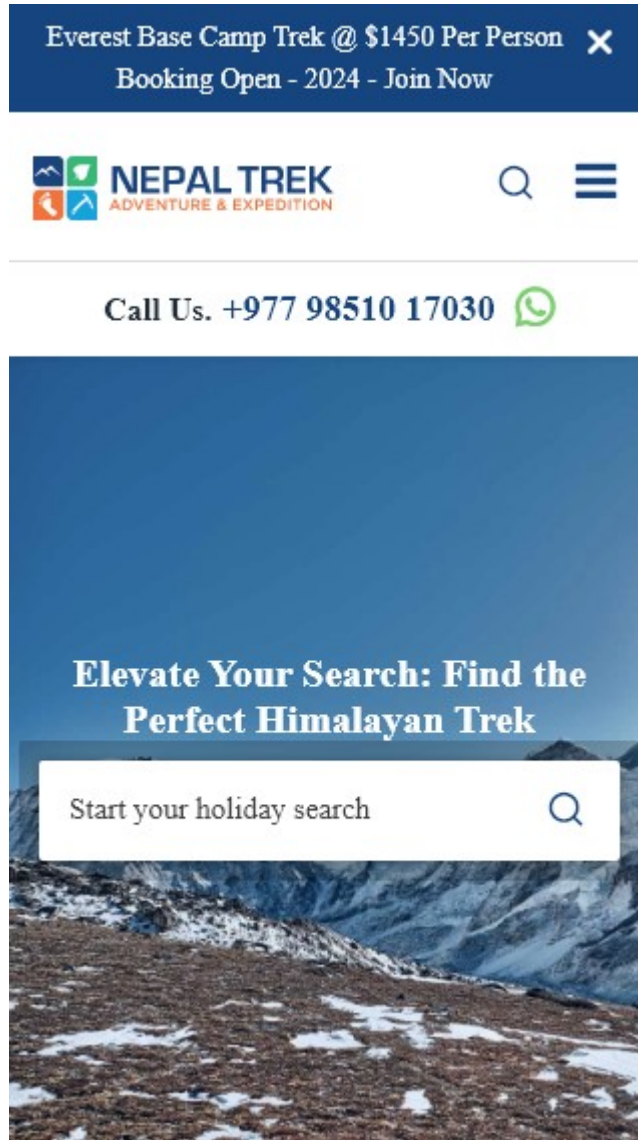 Everest Base Camp Trek @ $1450 Per Person
Booking Open - 2024 - Join Now
NEPAL TREK
ADVENTURE & EXPEDITION
Call Us. +977 98510 17030
Elevate Your Search: Find the
Perfect Himalayan Trek
Start your holiday search